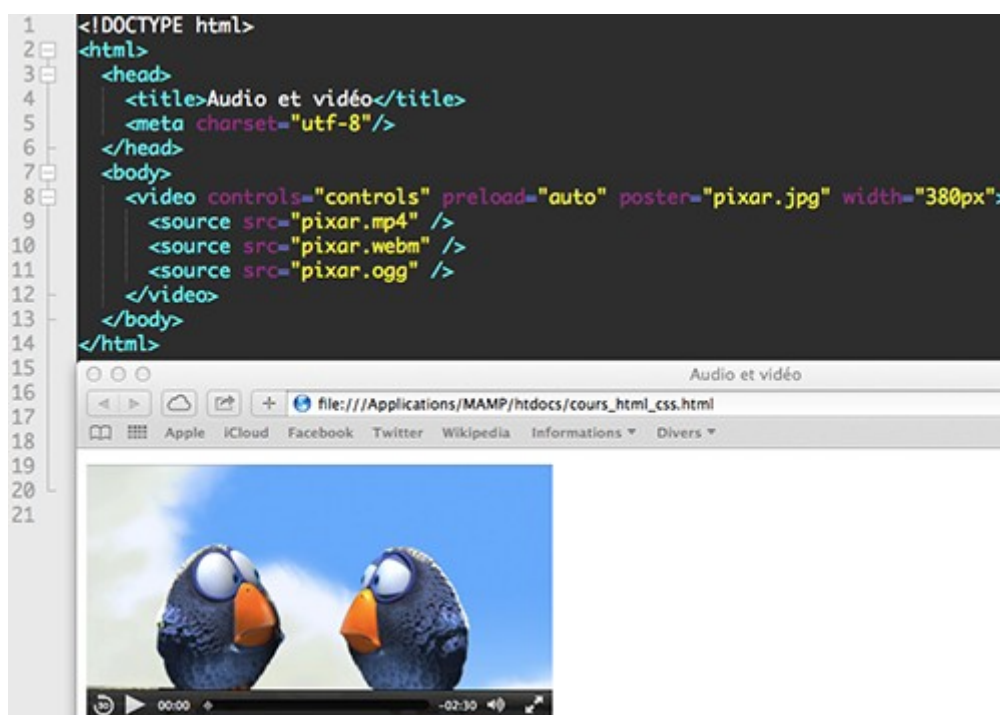 1 <!DOCTYPE html>
2 <html>
3 <head>
4 <title>Audio et vidéo</title>
5 <meta charset="utf-8"/>
6 </head>
7 <body>
8 <video controls="controls" preload="auto" poster="pixar.jpg" width="380px">
9 <source src="pixar.mp4" />
10 <source src="pixar.webm" />
11 <source src="pixar.ogg" />
12 </video>
13 </body>
14 </html>
15
16
17
18
19
20
21
Audio et vidéo
file:///Applications/MAMP/htdocs/cours_html_css.html
Apple iCloud Facebook Twitter Wikipedia Informations Divers
30 00:00 -02:30